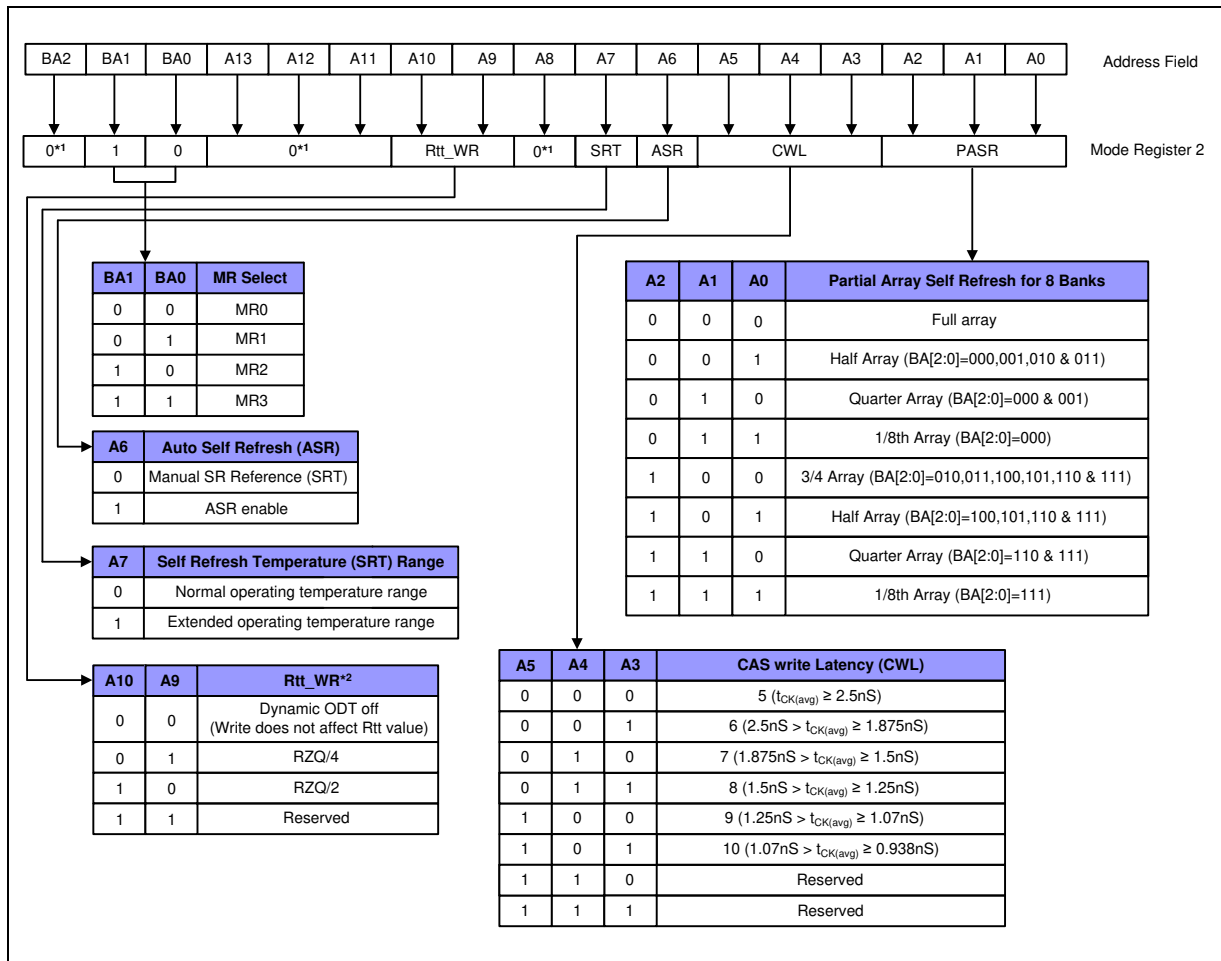 BA2 BA1 BA0 A13 A12 A11 A10 A9 A8 A7 A6 A5 A4 A3 A2 A1 A0 Address Field
0*1 1 0 0*1 Rtt_WR 0*1 SRT ASR CWL PASR Mode Register 2
BA1 BA0 MR Select
0 0 MR0
0 1 MR1
1 0 MR2
1 1 MR3
A6 Auto Self Refresh (ASR)
0 Manual SR Reference (SRT)
1 ASR enable
A7 Self Refresh Temperature (SRT) Range
0 Normal operating temperature range
1 Extended operating temperature range
A10 A9 Rtt_WR*2
0 0 Dynamic ODT off
(Write does not affect Rtt value)
0 1 RZQ/4
1 0 RZQ/2
1 1 Reserved
A2 A1 A0 Partial Array Self Refresh for 8 Banks
0 0 0 Full array
0 0 1 Half Array (BA[2:0]=000,001,010 & 011)
0 1 0 Quarter Array (BA[2:0]=000 & 001)
0 1 1 1/8th Array (BA[2:0]=000)
1 0 0 3/4 Array (BA[2:0]=010,011,100,101,110 & 111)
1 0 1 Half Array (BA[2:0]=100,101,110 & 111)
1 1 0 Quarter Array (BA[2:0]=110 & 111)
1 1 1 1/8th Array (BA[2:0]=111)
A5 A4 A3 CAS write Latency (CWL)
0 0 0 5 (tCK(avg) ≥ 2.5nS)
0 0 1 6 (2.5nS > tCK(avg) ≥ 1.875nS)
0 1 0 7 (1.875nS > tCK(avg) ≥ 1.5nS)
0 1 1 8 (1.5nS > tCK(avg) ≥ 1.25nS)
1 0 0 9 (1.25nS > tCK(avg) ≥ 1.07nS)
1 0 1 10 (1.07nS > tCK(avg) ≥ 0.938nS)
1 1 0 Reserved
1 1 1 Reserved